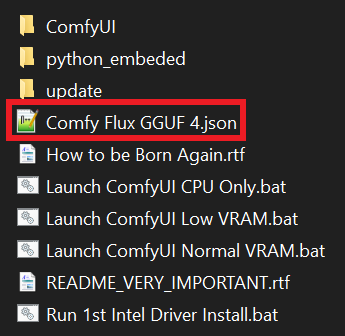 ComfyUI
python_embeded
update
Comfy Flux GGUF 4.json
How to be Born Again.rtf
Launch ComfyUI CPU Only.bat
Launch ComfyUI Low VRAM.bat
Launch ComfyUI Normal VRAM.bat
README_VERY_IMPORTANT.rtf
Run 1st Intel Driver Install.bat